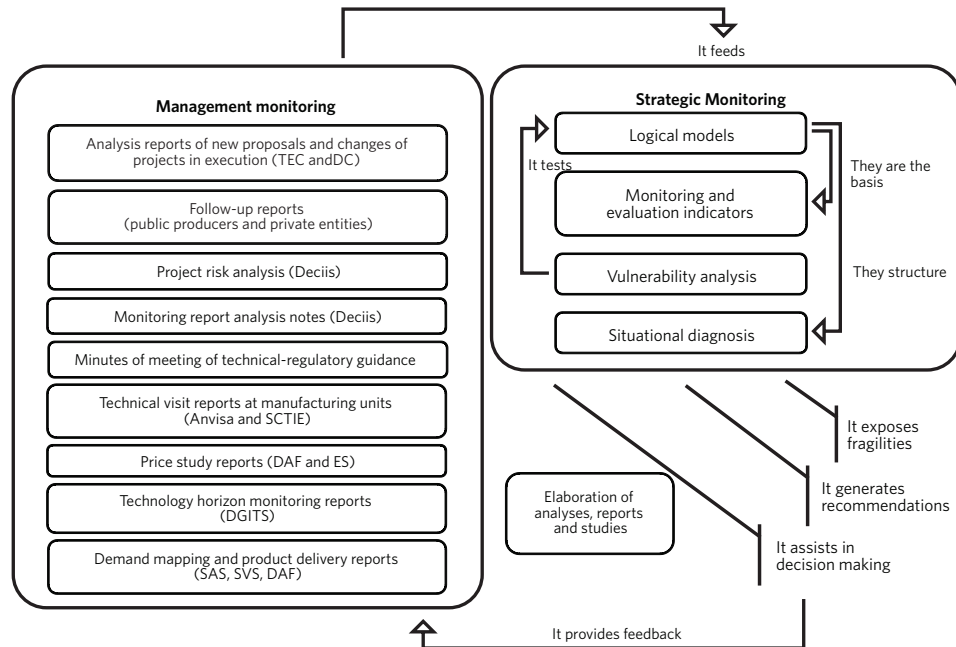 It feeds
Management monitoring
Analysis reports of new proposals and changes of
projects in execution (TEC andDC)
Follow-up reports
(public producers and private entities)
Project risk analysis (Deciis)
Monitoring report analysis notes (Deciis)
Minutes of meeting of technical-regulatory guidance
Technical visit reports at manufacturing units
(Anvisa and SCTIE)
Price study reports (DAF and ES)
Technology horizon monitoring reports
(DGITS)
Demand mapping and product delivery reports
(SAS, SVS, DAF)
Strategic Monitoring
Logical models
It tests
They are the
basis
Monitoring and
evaluation indicators
Vulnerability analysis
They structure
Situational diagnosis
It exposes
fragilities
It generates
recommendations
Elaboration of
analyses, reports
and studies
It assists in
decision making
It provides feedback